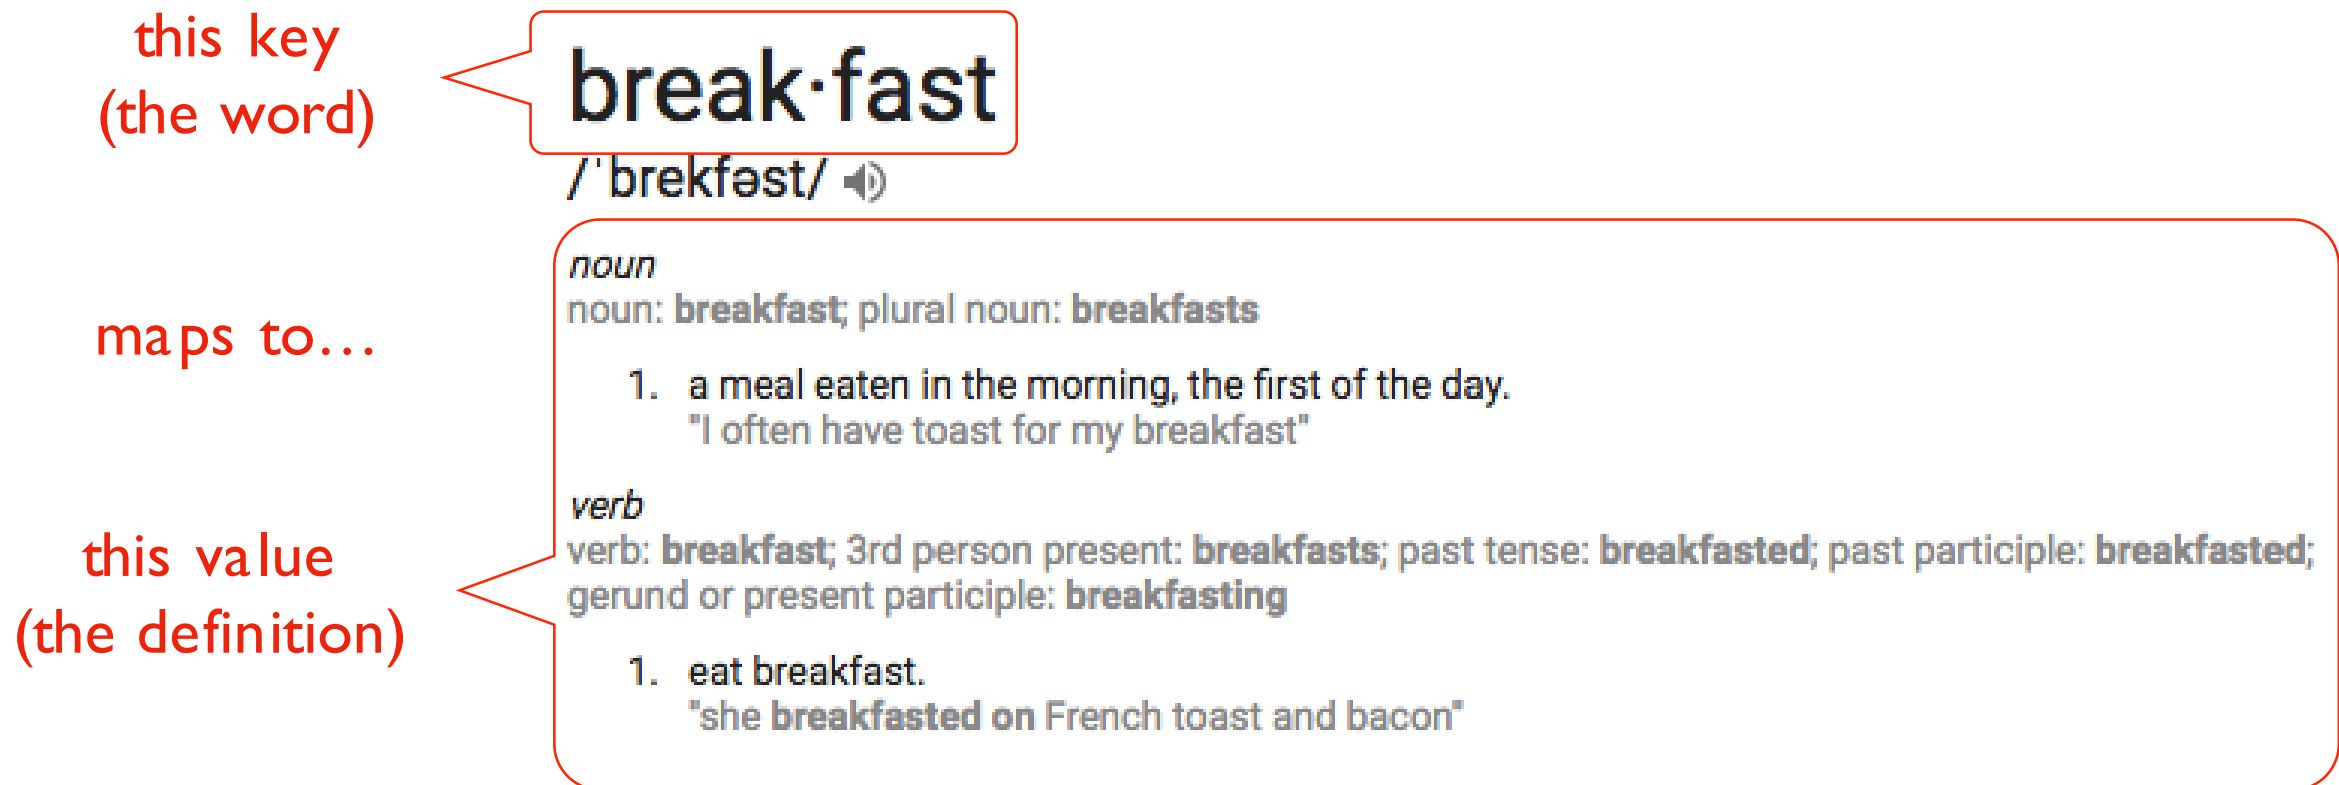 this key
(the word)
break·fast
/ˈbrekfəst/
maps to…
noun
noun: breakfast; plural noun: breakfasts
1. a meal eaten in the morning, the first of the day.
"I often have toast for my breakfast"
this value
(the definition)
verb
verb: breakfast; 3rd person present: breakfasts; past tense: breakfasted; past participle: breakfasted;
gerund or present participle: breakfasting
1. eat breakfast.
"she breakfasted on French toast and bacon"